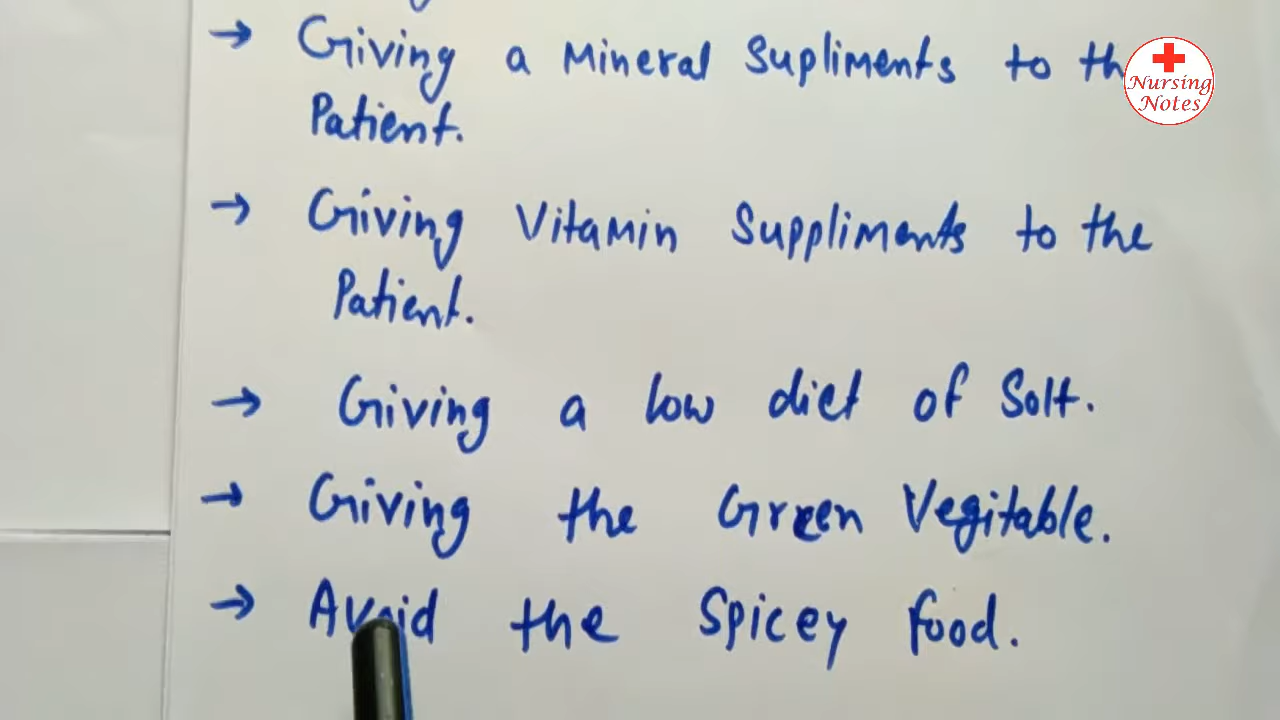 → Giving a Mineral Supliments to th
Patient.
→ Giving Vitamin Suppliments to the
Patient.
→ Giving a low diet of Solt.
→ Giving the Green Vegitable.
→ Avoid the Spicey food.
Nursing
Notes